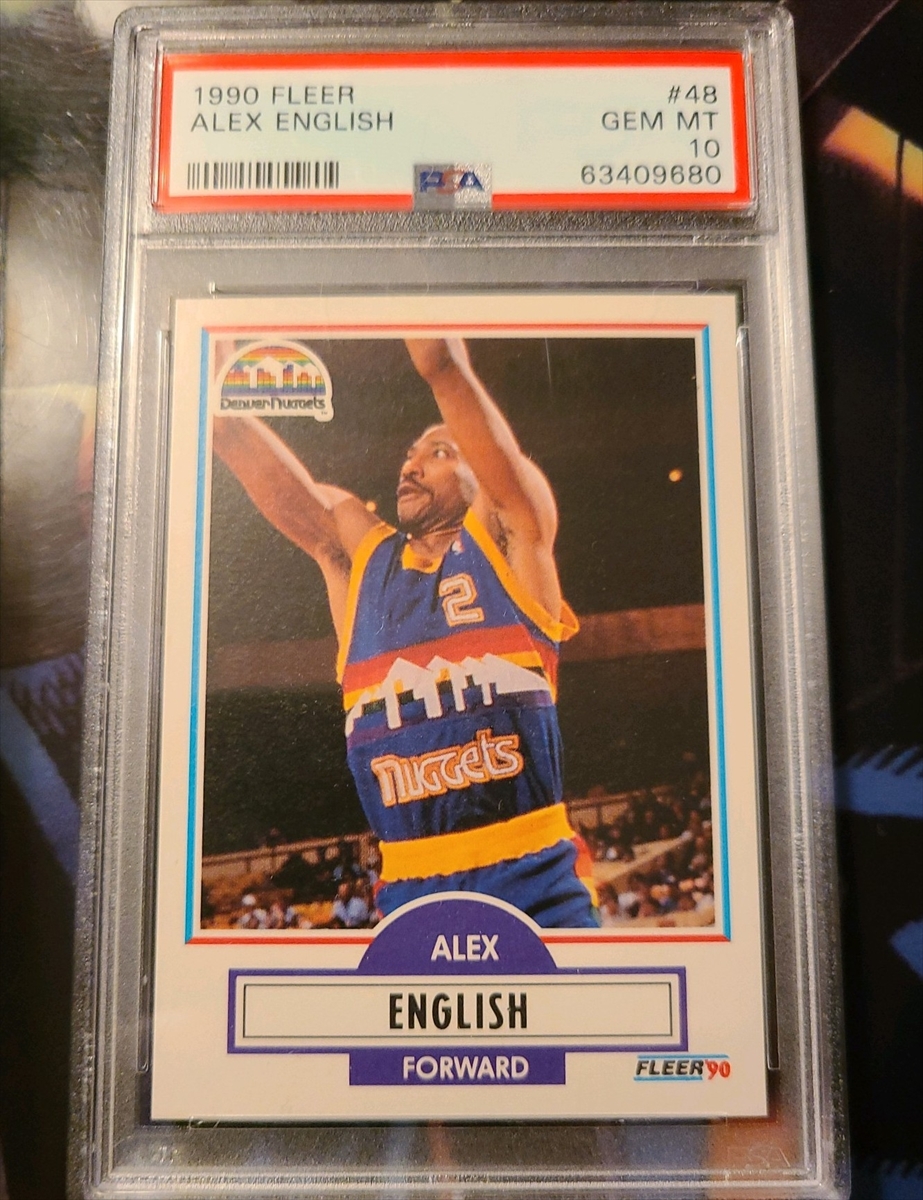 1990 FLEER #48
ALEX ENGLISH GEM MT
10
63409680
PSA
Denver Nuggets
2
Nuggets
ALEX
ENGLISH
FORWARD
FLEER '90